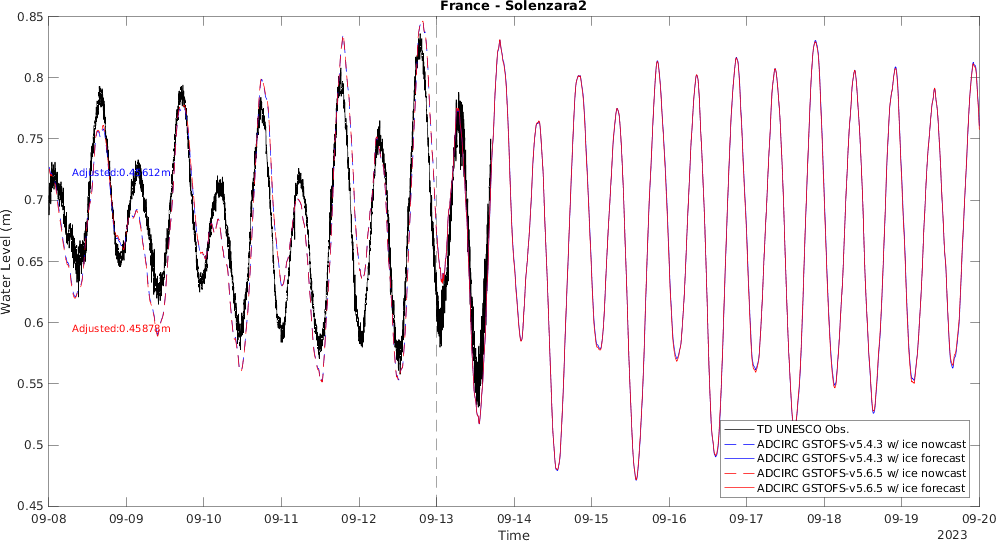 France - Solenzara2
0.85
0.8
0.75
0.7
0.65
0.6
0.55
0.5
0.45
Water Level (m)
Adjusted:0.45878m
TD UNESCO Obs.
ADCIRC GSTOFS-v5.4.3 w/ ice nowcast
ADCIRC GSTOFS-v5.4.3 w/ ice forecast
ADCIRC GSTOFS-v5.6.5 w/ ice nowcast
ADCIRC GSTOFS-v5.6.5 w/ ice forecast
09-08 09-09 09-10 09-11 09-12 09-13 09-14 09-15 09-16 09-17 09-18 09-19 09-20
Time
2023